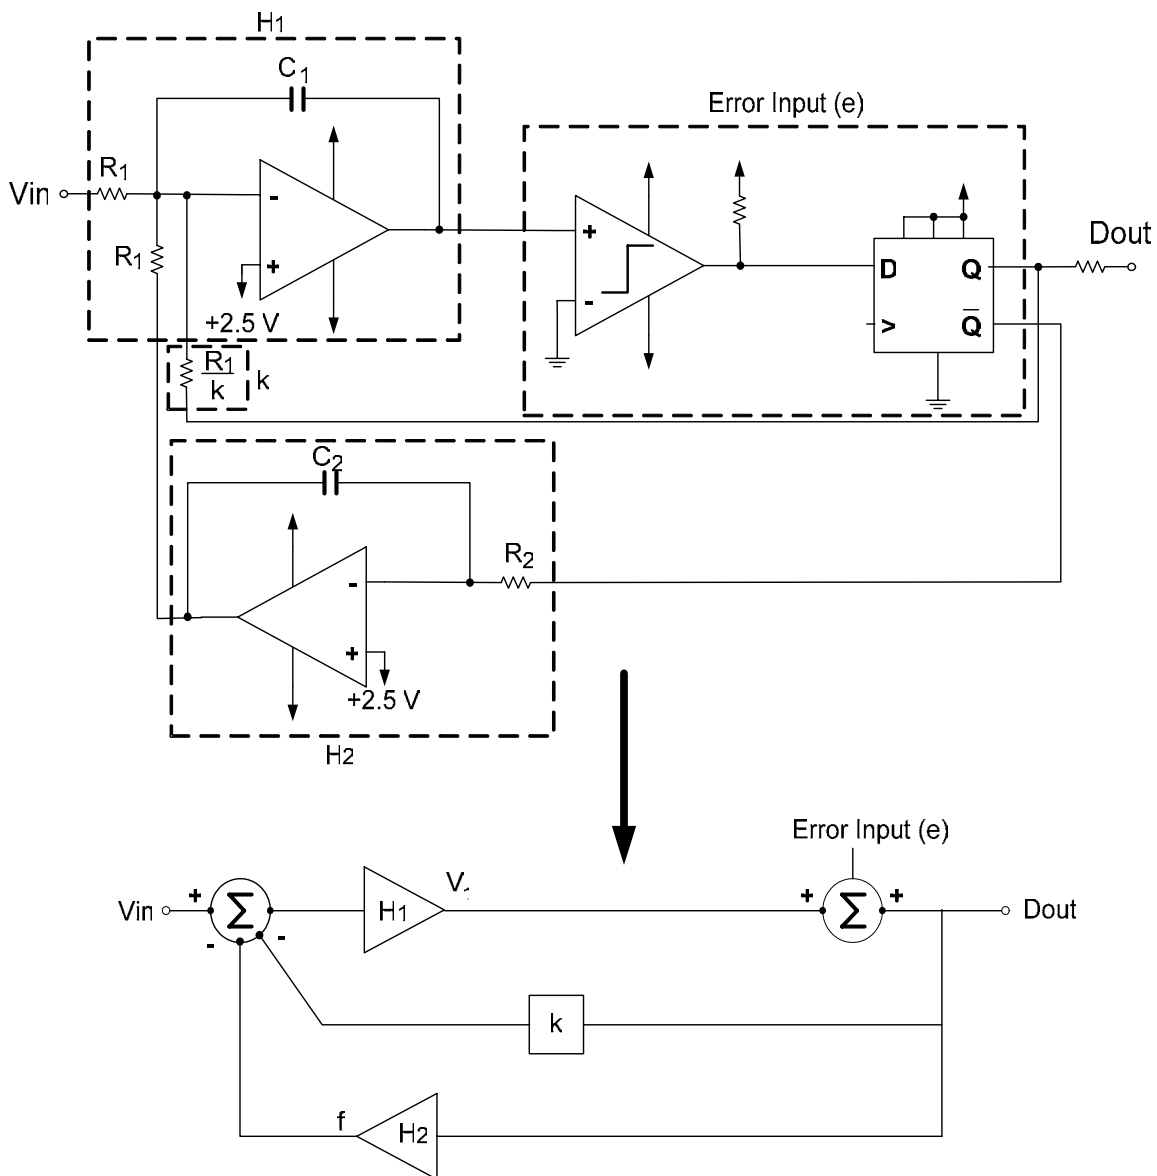 H1
C1
Error Input (e)
R1
Vin
-
+
R1
+2.5 V
+
-
D
Q
>
Q̅
Dout
R1
k
k
C2
R2
-
+
+2.5 V
H2
Error Input (e)
Vin
+
Σ
-
-
H1
V1
+
Σ
+
Dout
k
f
H2